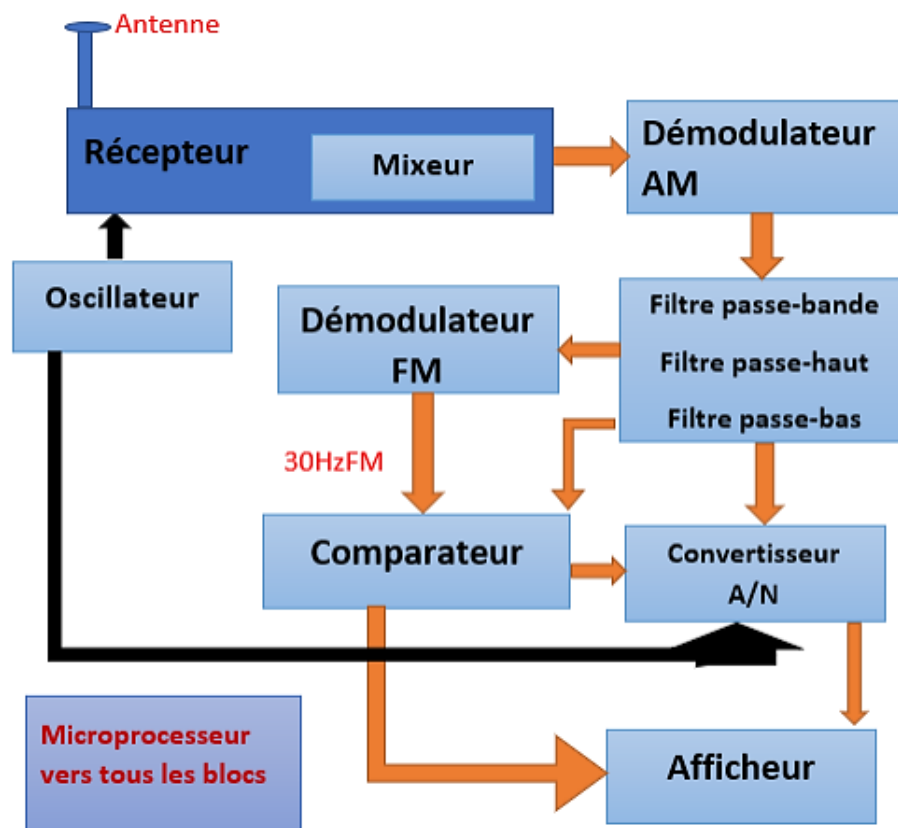 Antenne
Récepteur
Mixeur
Démodulateur
AM
Oscillateur
Démodulateur
FM
Filtre passe-bande
Filtre passe-haut
Filtre passe-bas
30HzFM
Comparateur
Convertisseur
A/N
Microprocesseur
vers tous les blocs
Afficheur